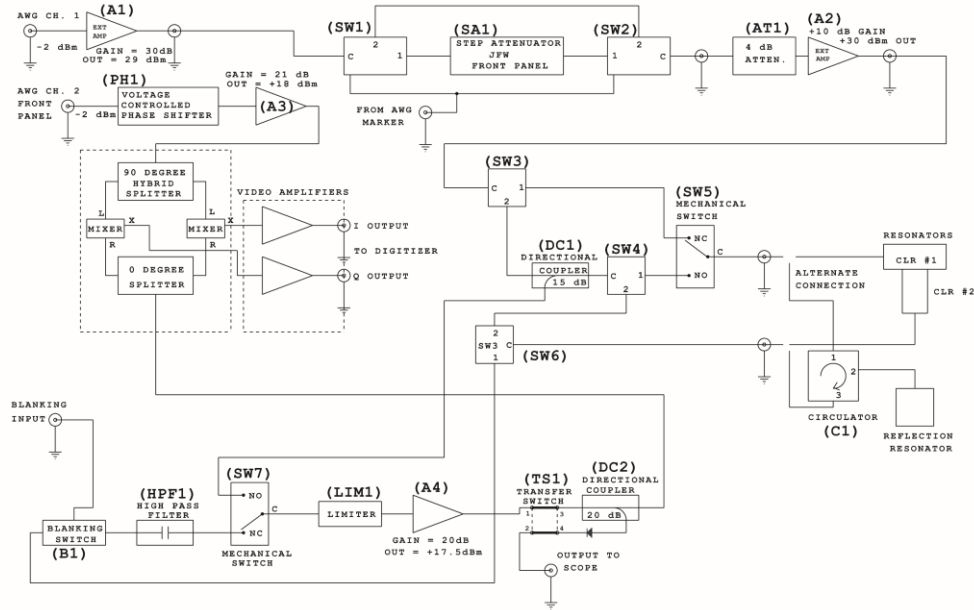 AWG CH. 1
(A1)
EXT
AMP
-2 dBm
GAIN = 30dB
OUT = 29 dBm
(SW1)
2
C
1
(SA1)
STEP ATTENUATOR
JFW
FRONT PANEL
(SW2)
2
1
C
(AT1)
4 dB
ATTEN.
(A2)
+10 dB GAIN
+30 dBm OUT
EXT
AMP
AWG CH. 2
FRONT
PANEL
-2 dBm
(PH1)
VOLTAGE
CONTROLLED
PHASE SHIFTER
GAIN = 21 dB
OUT = +18 dBm
(A3)
FROM AWG
MARKER
90 DEGREE
HYBRID
SPLITTER
L
L
MIXER
X
MIXER
X
R
R
0 DEGREE
SPLITTER
VIDEO AMPLIFIERS
I OUTPUT
TO DIGITIZER
Q OUTPUT
(SW3)
C
1
2
(DC1)
DIRECTIONAL
COUPLER
15 dB
(SW4)
C
1
2
(SW5)
MECHANICAL
SWITCH
NC
C
NO
2
SW3
C
1
(SW6)
RESONATORS
CLR #1
CLR #2
ALTERNATE
CONNECTION
1
2
3
CIRCULATOR
(C1)
REFLECTION
RESONATOR
BLANKING
INPUT
BLANKING
SWITCH
(B1)
(HPF1)
HIGH PASS
FILTER
(SW7)
NO
C
NC
MECHANICAL
SWITCH
(LIM1)
LIMITER
(A4)
GAIN = 20dB
OUT = +17.5dBm
(TS1)
TRANSFER
SWITCH
1
3
2
4
(DC2)
DIRECTIONAL
COUPLER
20 dB
OUTPUT TO
SCOPE